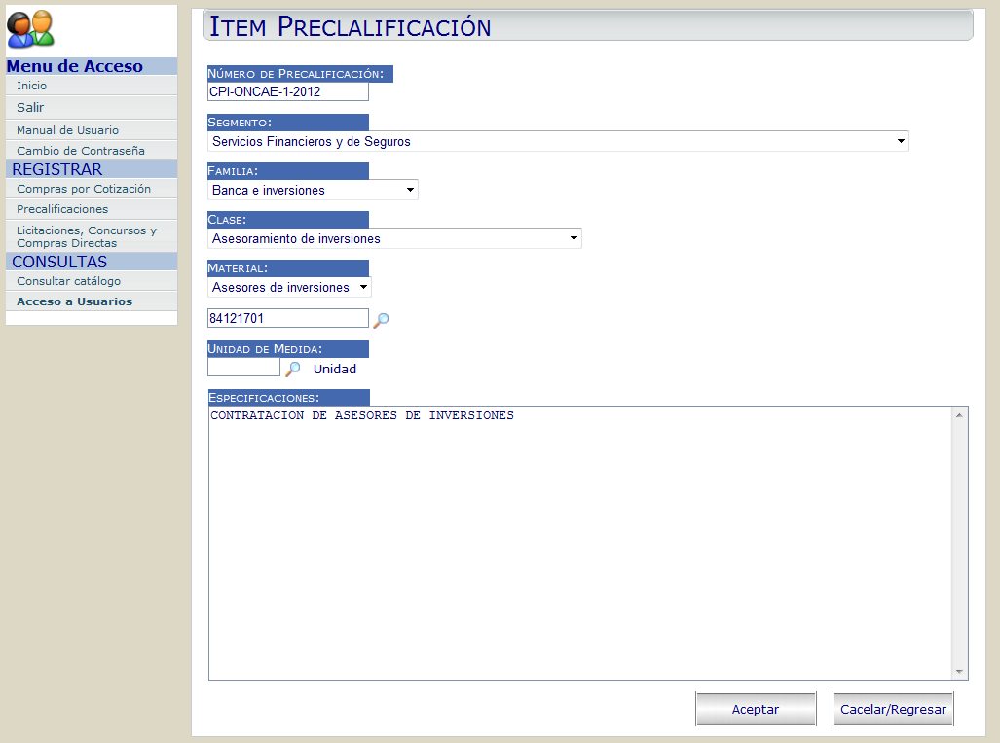 Menu de Acceso
Inicio
Salir
Manual de Usuario
Cambio de Contraseña
REGISTRAR
Compras por Cotización
Precalificaciones
Licitaciones, Concursos y
Compras Directas
CONSULTAS
Consultar catálogo
Acceso a Usuarios
Item Preclalificación
Número de Precalificación:
CPI-ONCAE-1-2012
Segmento:
Servicios Financieros y de Seguros
Familia:
Banca e inversiones
Clase:
Asesoramiento de inversiones
Material:
Asesores de inversiones
84121701
Unidad de Medida:
Unidad
Especificaciones:
CONTRATACION DE ASESORES DE INVERSIONES
Aceptar
Cacelar/Regresar